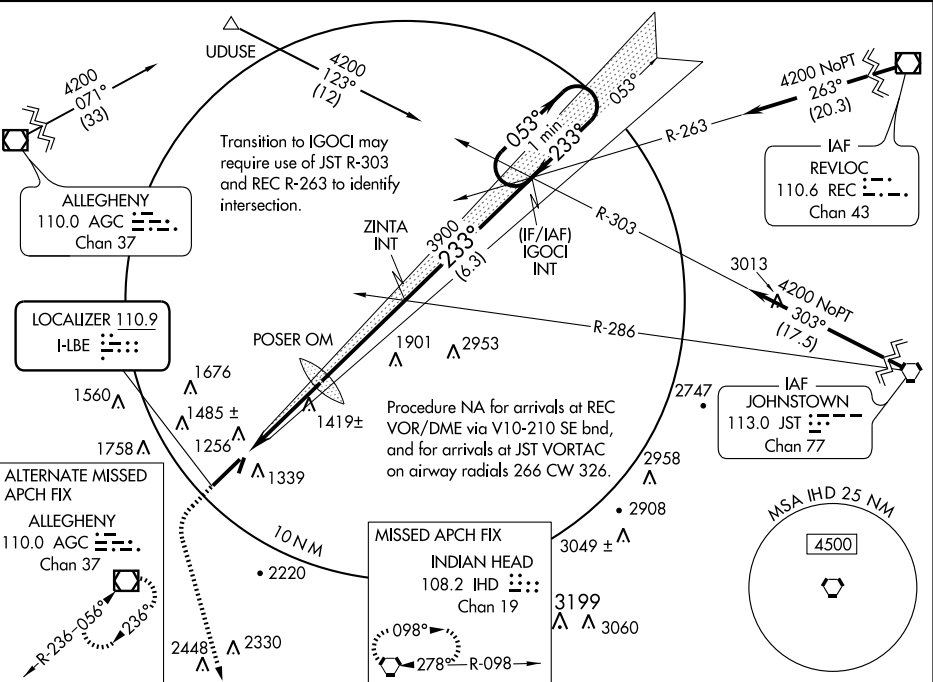 UDUSE
4200
071°
(33)
4200
123°
(12)
4200 NoPT
263°
(20.3)
053°
1 min.
233°
053°
R-263
Transition to IGOCI may
require use of JST R-303
and REC R-263 to identify
intersection.
ALLEGHENY
110.0 AGC
Chan 37
IAF
REVLOC
110.6 REC
Chan 43
ZINTA
INT
3900
233°
(6.3)
(IF/IAF)
IGOCI
INT
R-303
3013
4200 NoPT
303°
(17.5)
LOCALIZER 110.9
I-LBE
R-286
POSER OM
1901
2953
1676
1560
1485 ±
1419±
1256
1758
1339
2747
IAF
JOHNSTOWN
113.0 JST
Chan 77
Procedure NA for arrivals at REC
VOR/DME via V10-210 SE bnd,
and for arrivals at JST VORTAC
on airway radials 266 CW 326.
2958
2908
3049 ±
ALTERNATE MISSED
APCH FIX
ALLEGHENY
110.0 AGC
Chan 37
R-236
056°
236°
10 NM
2220
2448
2330
MISSED APCH FIX
INDIAN HEAD
108.2 IHD
Chan 19
098°
278°
R-098
3199
3060
MSA IHD 25 NM
4500